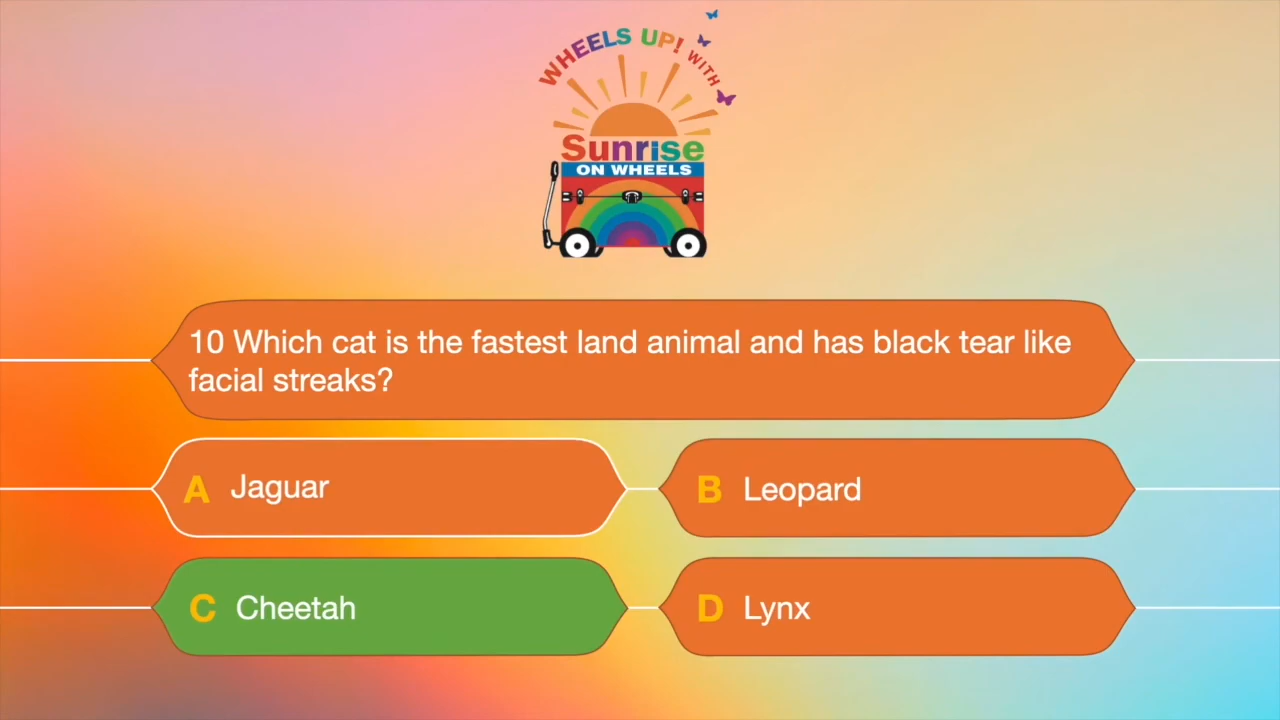 WHEELS UP! WITH
Sunrise
ON WHEELS
10 Which cat is the fastest land animal and has black tear like
facial streaks?
A Jaguar
B Leopard
C Cheetah
D Lynx